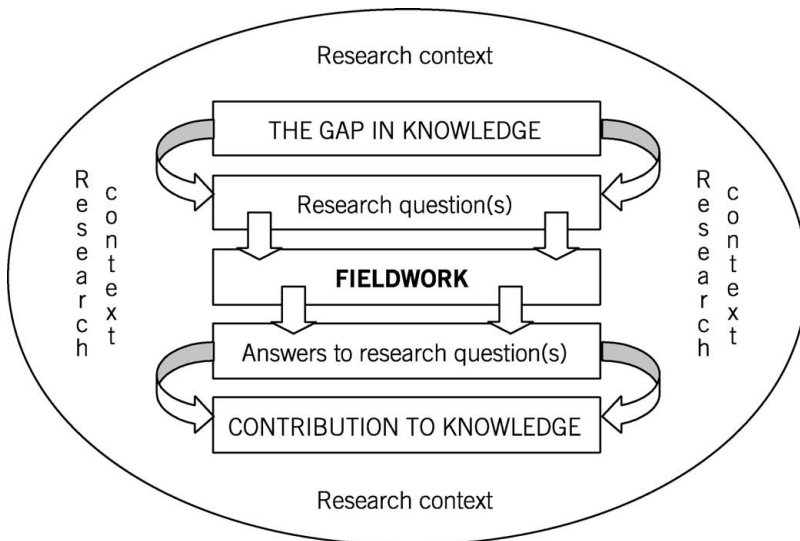 Research context
THE GAP IN KNOWLEDGE
Research context
Research question(s)
Research context
FIELDWORK
Answers to research question(s)
CONTRIBUTION TO KNOWLEDGE
Research context